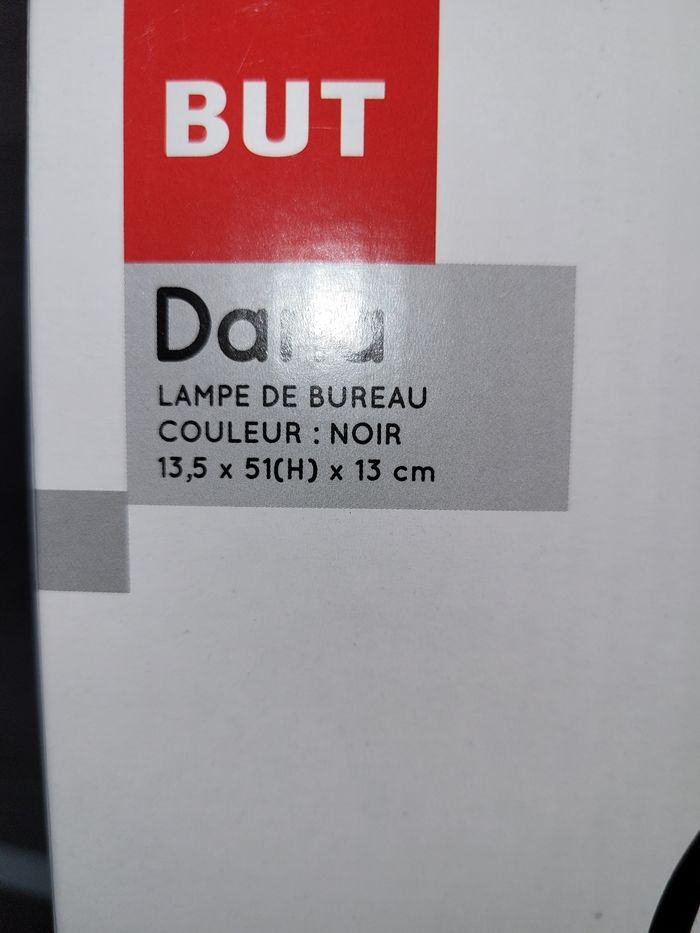 BUT
LAMPE DE BUREAU
COULEUR : NOIR
13,5 x 51(H) x 13 cm